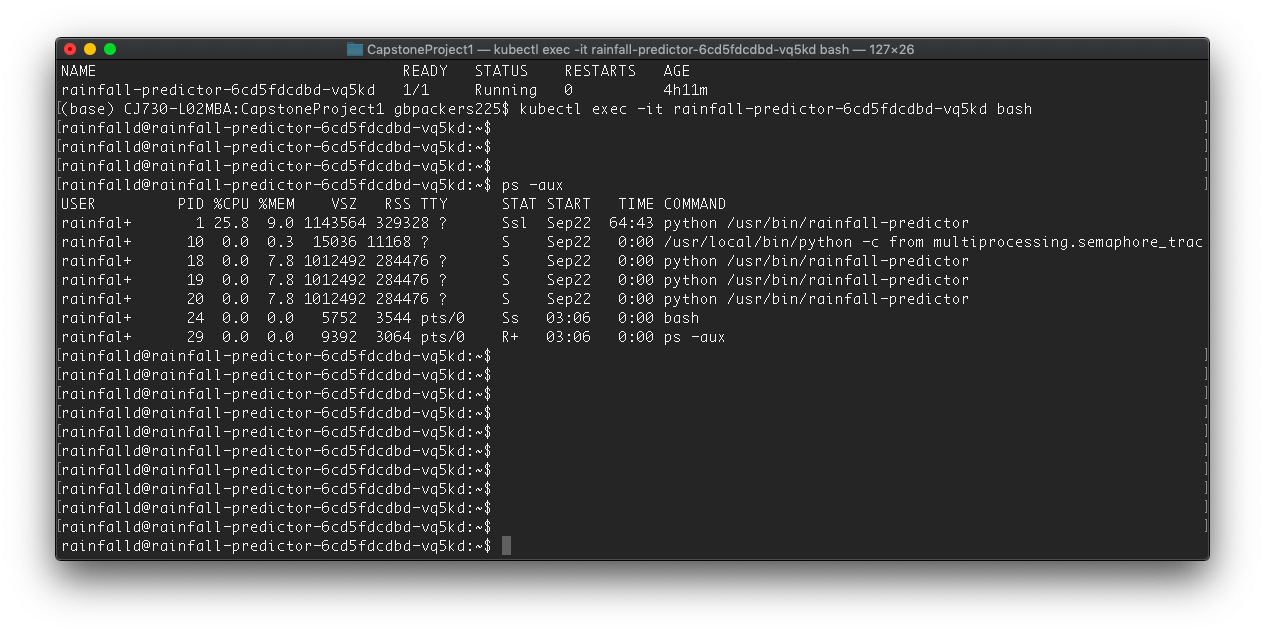 CapstoneProject1 — kubectl exec -it rainfall-predictor-6cd5fdcdbd-vq5kd bash — 127×26
NAME READY STATUS RESTARTS AGE
rainfall-predictor-6cd5fdcdbd-vq5kd 1/1 Running 0 4h11m
[(base) CJ730-L02MBA:CapstoneProject1 gbpackers225$ kubectl exec -it rainfall-predictor-6cd5fdcdbd-vq5kd bash ]
[rainfalld@rainfall-predictor-6cd5fdcdbd-vq5kd:~$ ]
[rainfalld@rainfall-predictor-6cd5fdcdbd-vq5kd:~$ ]
[rainfalld@rainfall-predictor-6cd5fdcdbd-vq5kd:~$ ]
[rainfalld@rainfall-predictor-6cd5fdcdbd-vq5kd:~$ ps -aux ]
USER PID %CPU %MEM VSZ RSS TTY STAT START TIME COMMAND
rainfal+ 1 25.8 9.0 1143564 329328 ? Ssl Sep22 64:43 python /usr/bin/rainfall-predictor
rainfal+ 10 0.0 0.3 15036 11168 ? S Sep22 0:00 /usr/local/bin/python -c from multiprocessing.semaphore_trac
rainfal+ 18 0.0 7.8 1012492 284476 ? S Sep22 0:00 python /usr/bin/rainfall-predictor
rainfal+ 19 0.0 7.8 1012492 284476 ? S Sep22 0:00 python /usr/bin/rainfall-predictor
rainfal+ 20 0.0 7.8 1012492 284476 ? S Sep22 0:00 python /usr/bin/rainfall-predictor
rainfal+ 24 0.0 0.0 5752 3544 pts/0 Ss 03:06 0:00 bash
rainfal+ 29 0.0 0.0 9392 3064 pts/0 R+ 03:06 0:00 ps -aux
[rainfalld@rainfall-predictor-6cd5fdcdbd-vq5kd:~$ ]
[rainfalld@rainfall-predictor-6cd5fdcdbd-vq5kd:~$ ]
[rainfalld@rainfall-predictor-6cd5fdcdbd-vq5kd:~$ ]
[rainfalld@rainfall-predictor-6cd5fdcdbd-vq5kd:~$ ]
[rainfalld@rainfall-predictor-6cd5fdcdbd-vq5kd:~$ ]
[rainfalld@rainfall-predictor-6cd5fdcdbd-vq5kd:~$ ]
[rainfalld@rainfall-predictor-6cd5fdcdbd-vq5kd:~$ ]
[rainfalld@rainfall-predictor-6cd5fdcdbd-vq5kd:~$ ]
[rainfalld@rainfall-predictor-6cd5fdcdbd-vq5kd:~$ ]
[rainfalld@rainfall-predictor-6cd5fdcdbd-vq5kd:~$ ]
rainfalld@rainfall-predictor-6cd5fdcdbd-vq5kd:~$